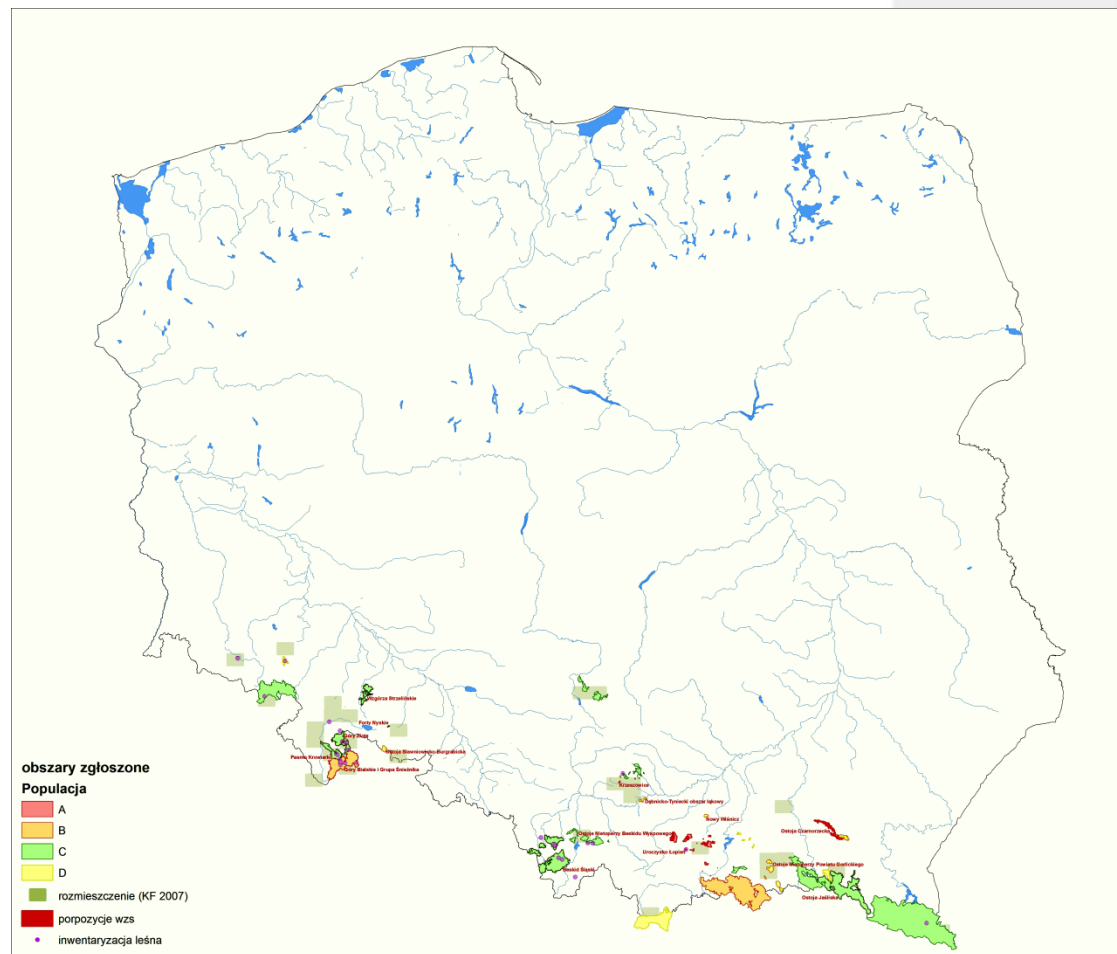 Wzgórza Strzelińskie
Forty Nyskie
Góry Złote
Ostoja Sławniowicko-Burgrabicka
Pasmo Krowiarki
Góry Bialskie i Grupa Śnieżnika
Krzeszowice
Dębnicko-Tyniecki obszar łąkowy
Nowy Wiśnicz
Ostoja Czarnorzecka
Ostoja Nietoperzy Beskidu Wyspowego
Uroczysko Łopień
Ostoja Nietoperzy Powiatu Gorlickiego
Beskid Śląski
Ostoja Jaśliska
obszary zgłoszone
Populacja
A
B
C
D
rozmieszczenie (KF 2007)
porpozycje wzs
inwentaryzacja leśna